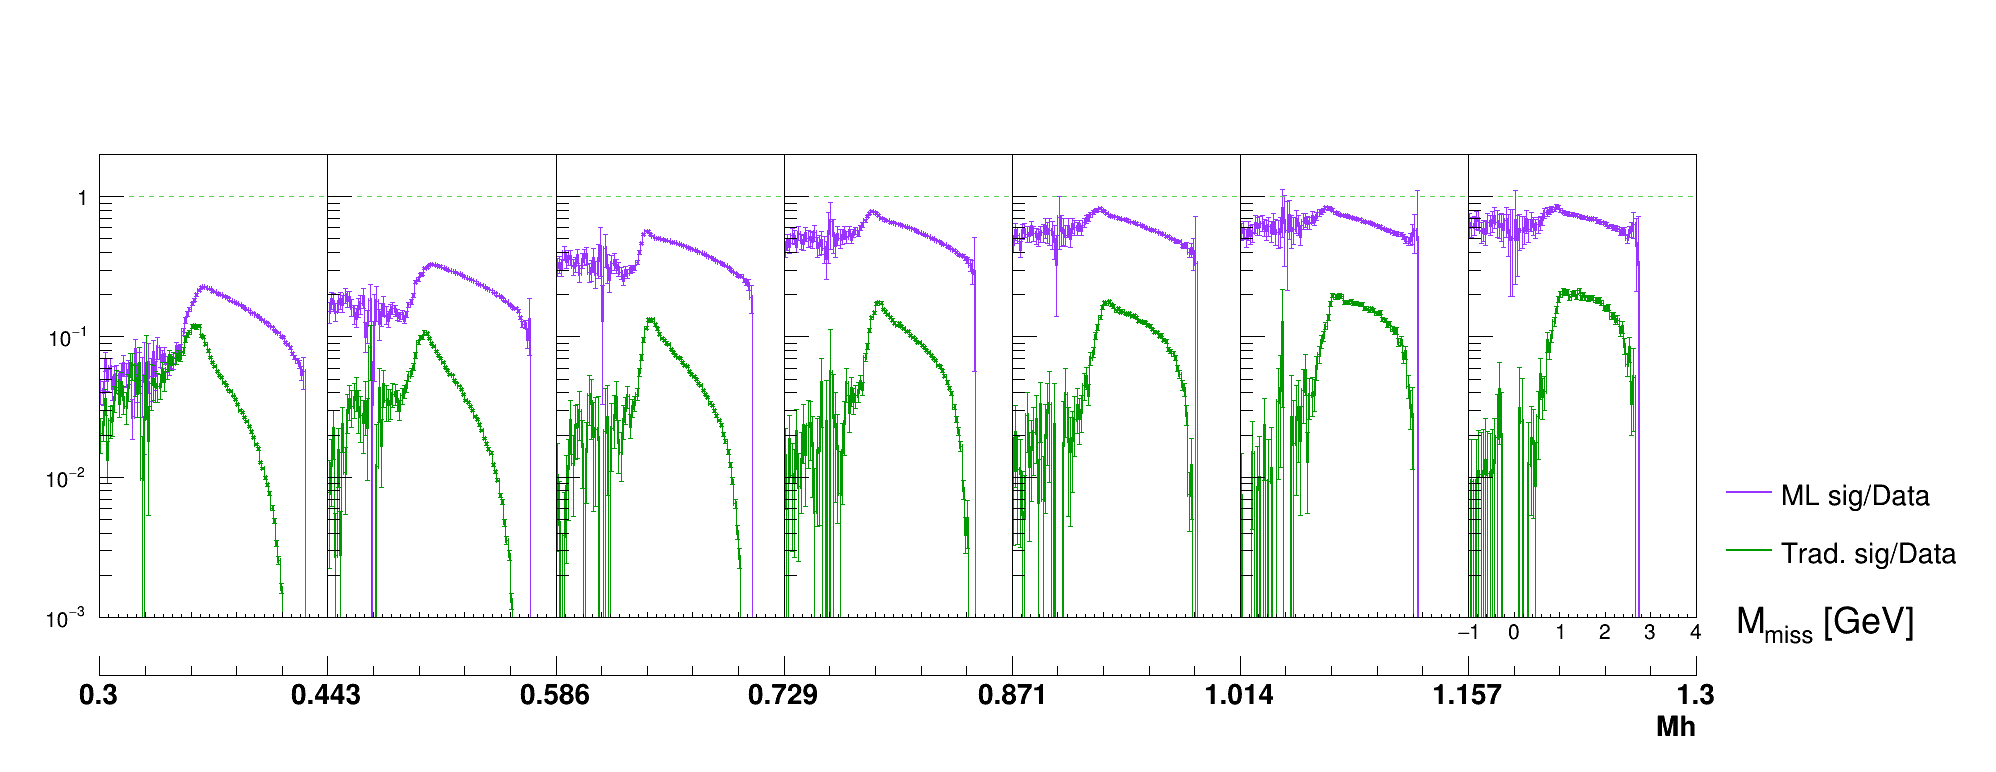 1
10⁻¹
10⁻²
10⁻³
ML sig/Data
Trad. sig/Data
−1 0 1 2 3 4
M_miss [GeV]
0.3 0.443 0.586 0.729 0.871 1.014 1.157 1.3
Mh